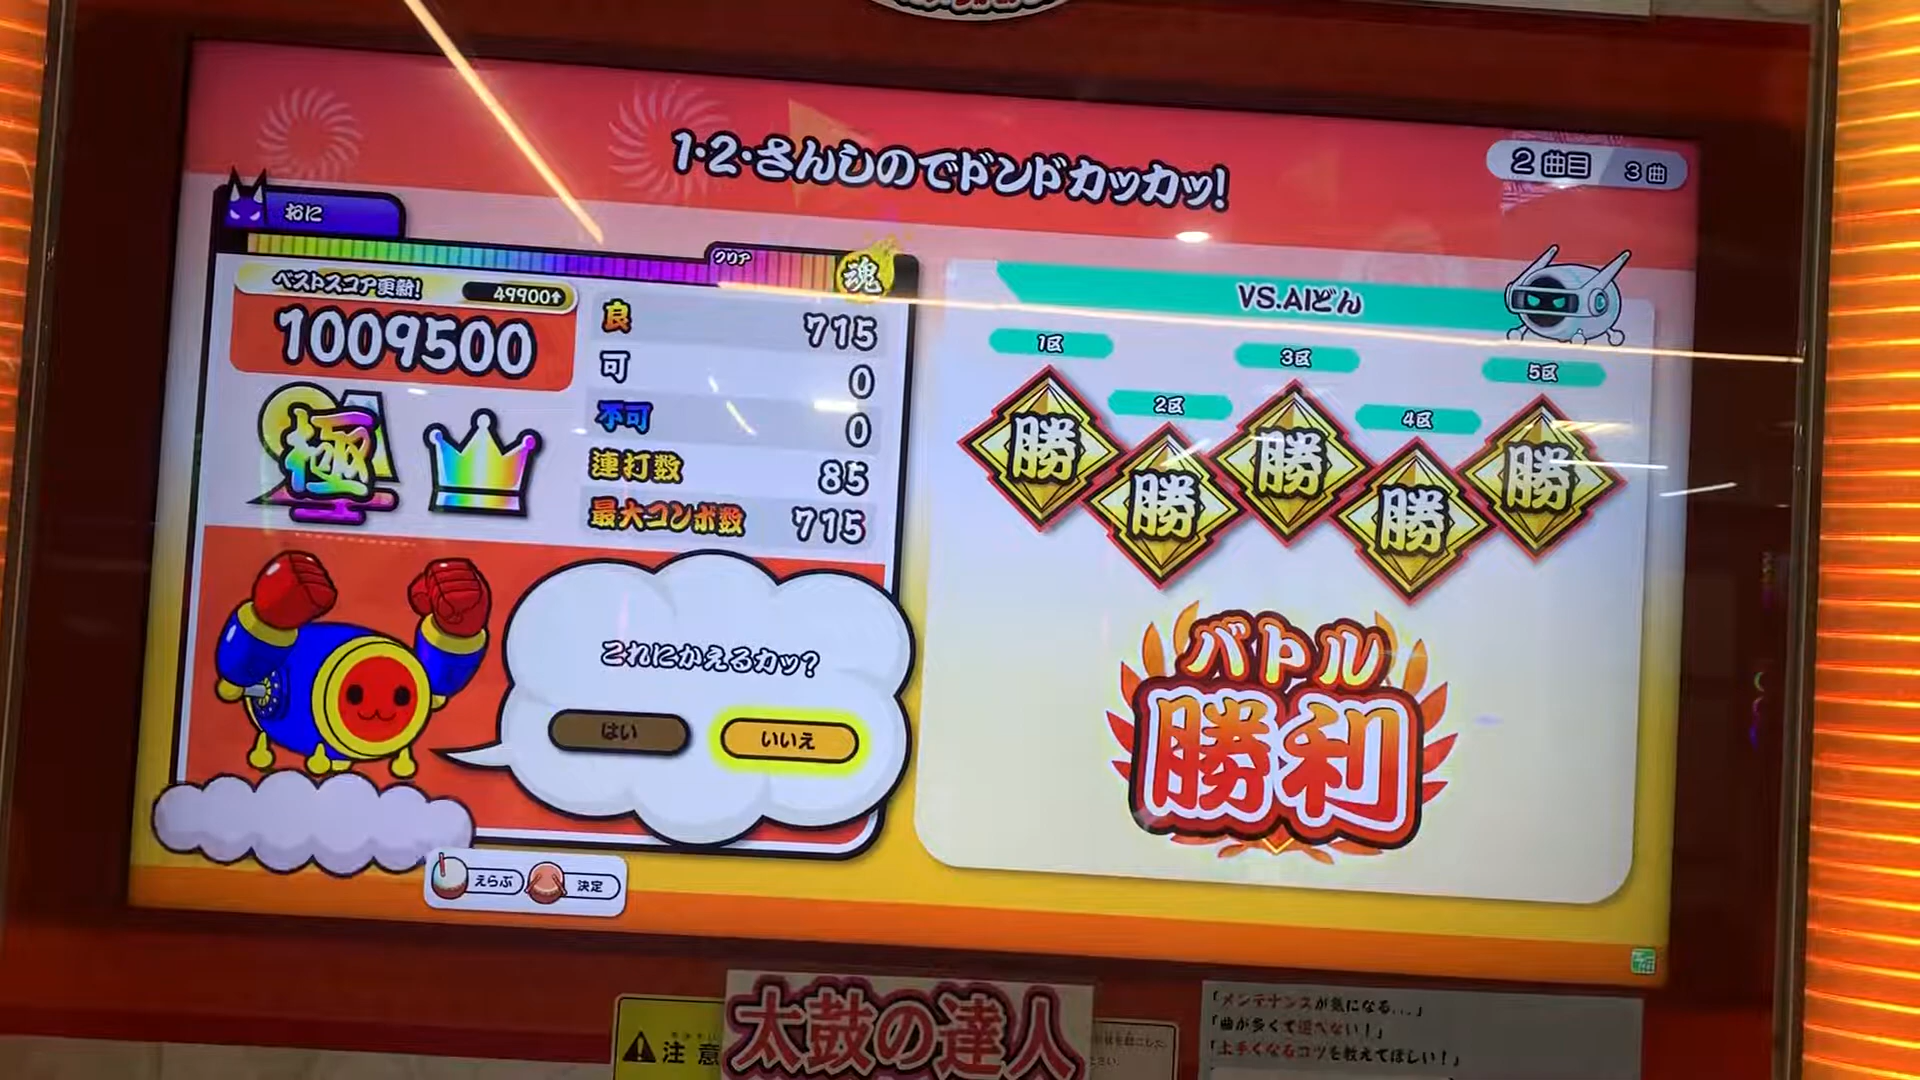 1・2・さんしのでドンドカッカッ!
2曲目 3曲
おに
クリア
魂
ベストスコア更新! 49900↑
1009500
良 715
可 0
不可 0
連打数 85
最大コンボ数 715
極
これにかえるカッ?
はい いいえ
えらぶ 決定
VS.AIどん
1区 2区 3区 4区 5区
勝 勝 勝 勝 勝
バトル
勝利
注意
太鼓の達人
「メンテナンスが気になる...」
「曲が多くて選べない!」
「上手くなるコツを教えてほしい!」